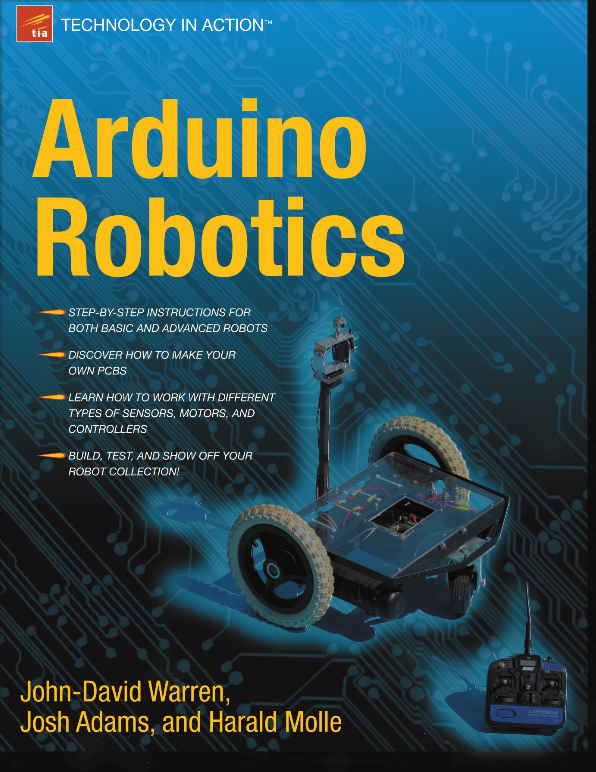 tia
TECHNOLOGY IN ACTION™
Arduino
Robotics
STEP-BY-STEP INSTRUCTIONS FOR
BOTH BASIC AND ADVANCED ROBOTS
DISCOVER HOW TO MAKE YOUR
OWN PCBS
LEARN HOW TO WORK WITH DIFFERENT
TYPES OF SENSORS, MOTORS, AND
CONTROLLERS
BUILD, TEST, AND SHOW OFF YOUR
ROBOT COLLECTION!
John-David Warren,
Josh Adams, and Harald Molle